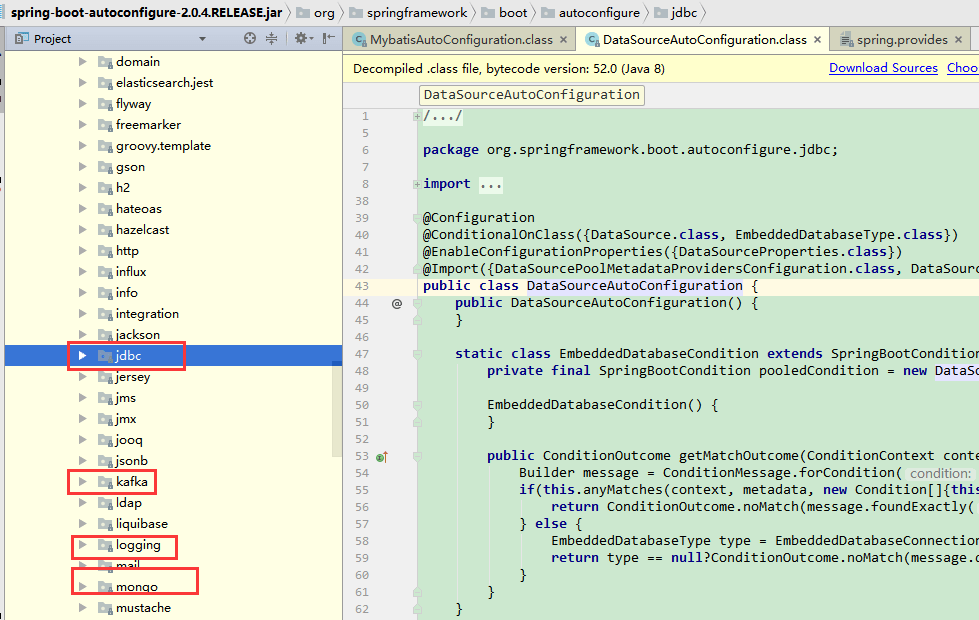 spring-boot-autoconfigure-2.0.4.RELEASE.jar org springframework boot autoconfigure jdbc
Project
MybatisAutoConfiguration.class DataSourceAutoConfiguration.class spring.provides
domain
elasticsearch.jest
flyway
freemarker
groovy.template
gson
h2
hateoas
hazelcast
http
influx
info
integration
jackson
jdbc
jersey
jms
jmx
jooq
jsonb
kafka
ldap
liquibase
logging
mail
mongo
mustache
Decompiled .class file, bytecode version: 52.0 (Java 8) Download Sources Choo
DataSourceAutoConfiguration
1 /.../
5
6 package org.springframework.boot.autoconfigure.jdbc;
7
8 import ...
38
39 @Configuration
40 @ConditionalOnClass({DataSource.class, EmbeddedDatabaseType.class})
41 @EnableConfigurationProperties({DataSourceProperties.class})
42 @Import({DataSourcePoolMetadataProvidersConfiguration.class, DataSour
43 public class DataSourceAutoConfiguration {
44 @ public DataSourceAutoConfiguration() {
45 }
46
47 static class EmbeddedDatabaseCondition extends SpringBootCondition
48 private final SpringBootCondition pooledCondition = new DataSo
49
50 EmbeddedDatabaseCondition() {
51 }
52
53 public ConditionOutcome getMatchOutcome(ConditionContext conte
54 Builder message = ConditionMessage.forCondition( condition:
55 if(this.anyMatches(context, metadata, new Condition[]{this
56 return ConditionOutcome.noMatch(message.foundExactly(
57 } else {
58 EmbeddedDatabaseType type = EmbeddedDatabaseConnection
59 return type == null?ConditionOutcome.noMatch(message.d
60 }
61 }
62 }